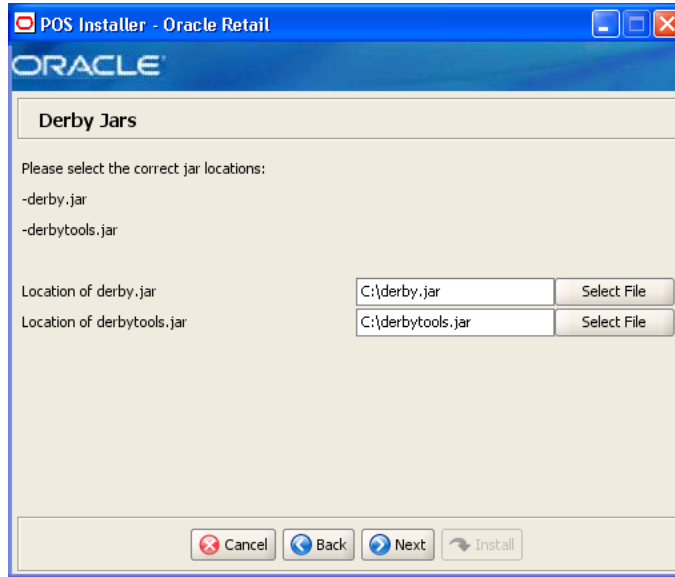 POS Installer - Oracle Retail
ORACLE
Derby Jars
Please select the correct jar locations:
-derby.jar
-derbytools.jar
Location of derby.jar C:\derby.jar Select File
Location of derbytools.jar C:\derbytools.jar Select File
Cancel Back Next Install